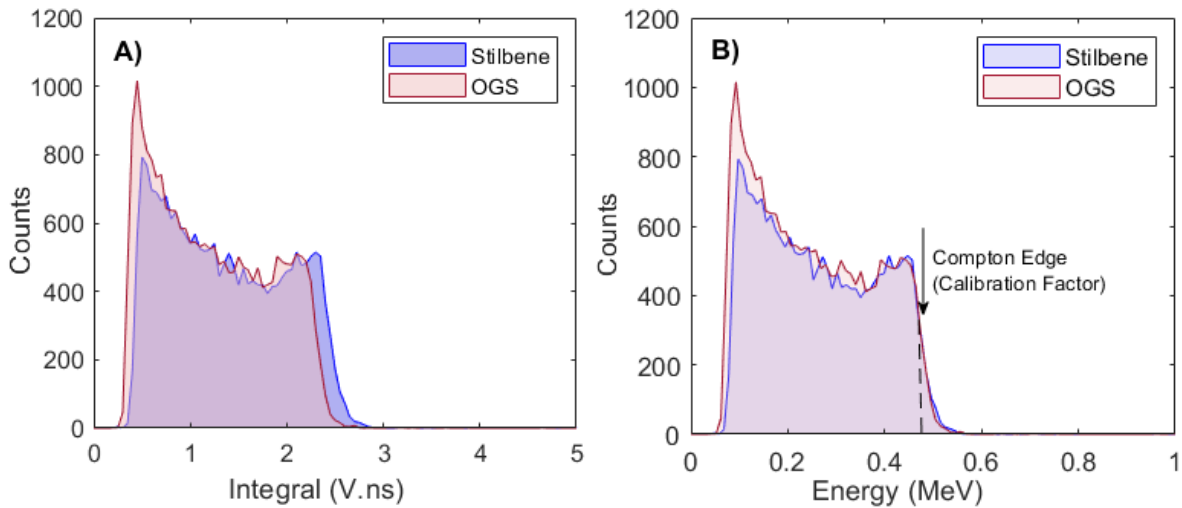 A)
Stilbene
OGS
1200
1000
800
600
400
200
0
Counts
0 1 2 3 4 5
Integral (V.ns)
B)
Stilbene
OGS
1200
1000
800
600
400
200
0
Counts
Compton Edge
(Calibration Factor)
0 0.2 0.4 0.6 0.8 1
Energy (MeV)